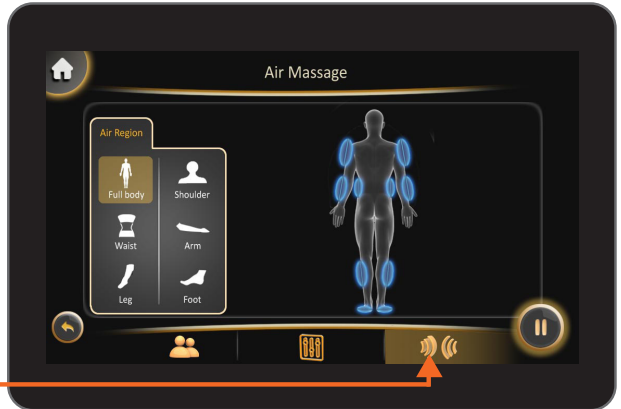 Air Massage
Air Region
Full body
Shoulder
Waist
Arm
Leg
Foot